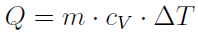 Q = m · c_V · ΔT